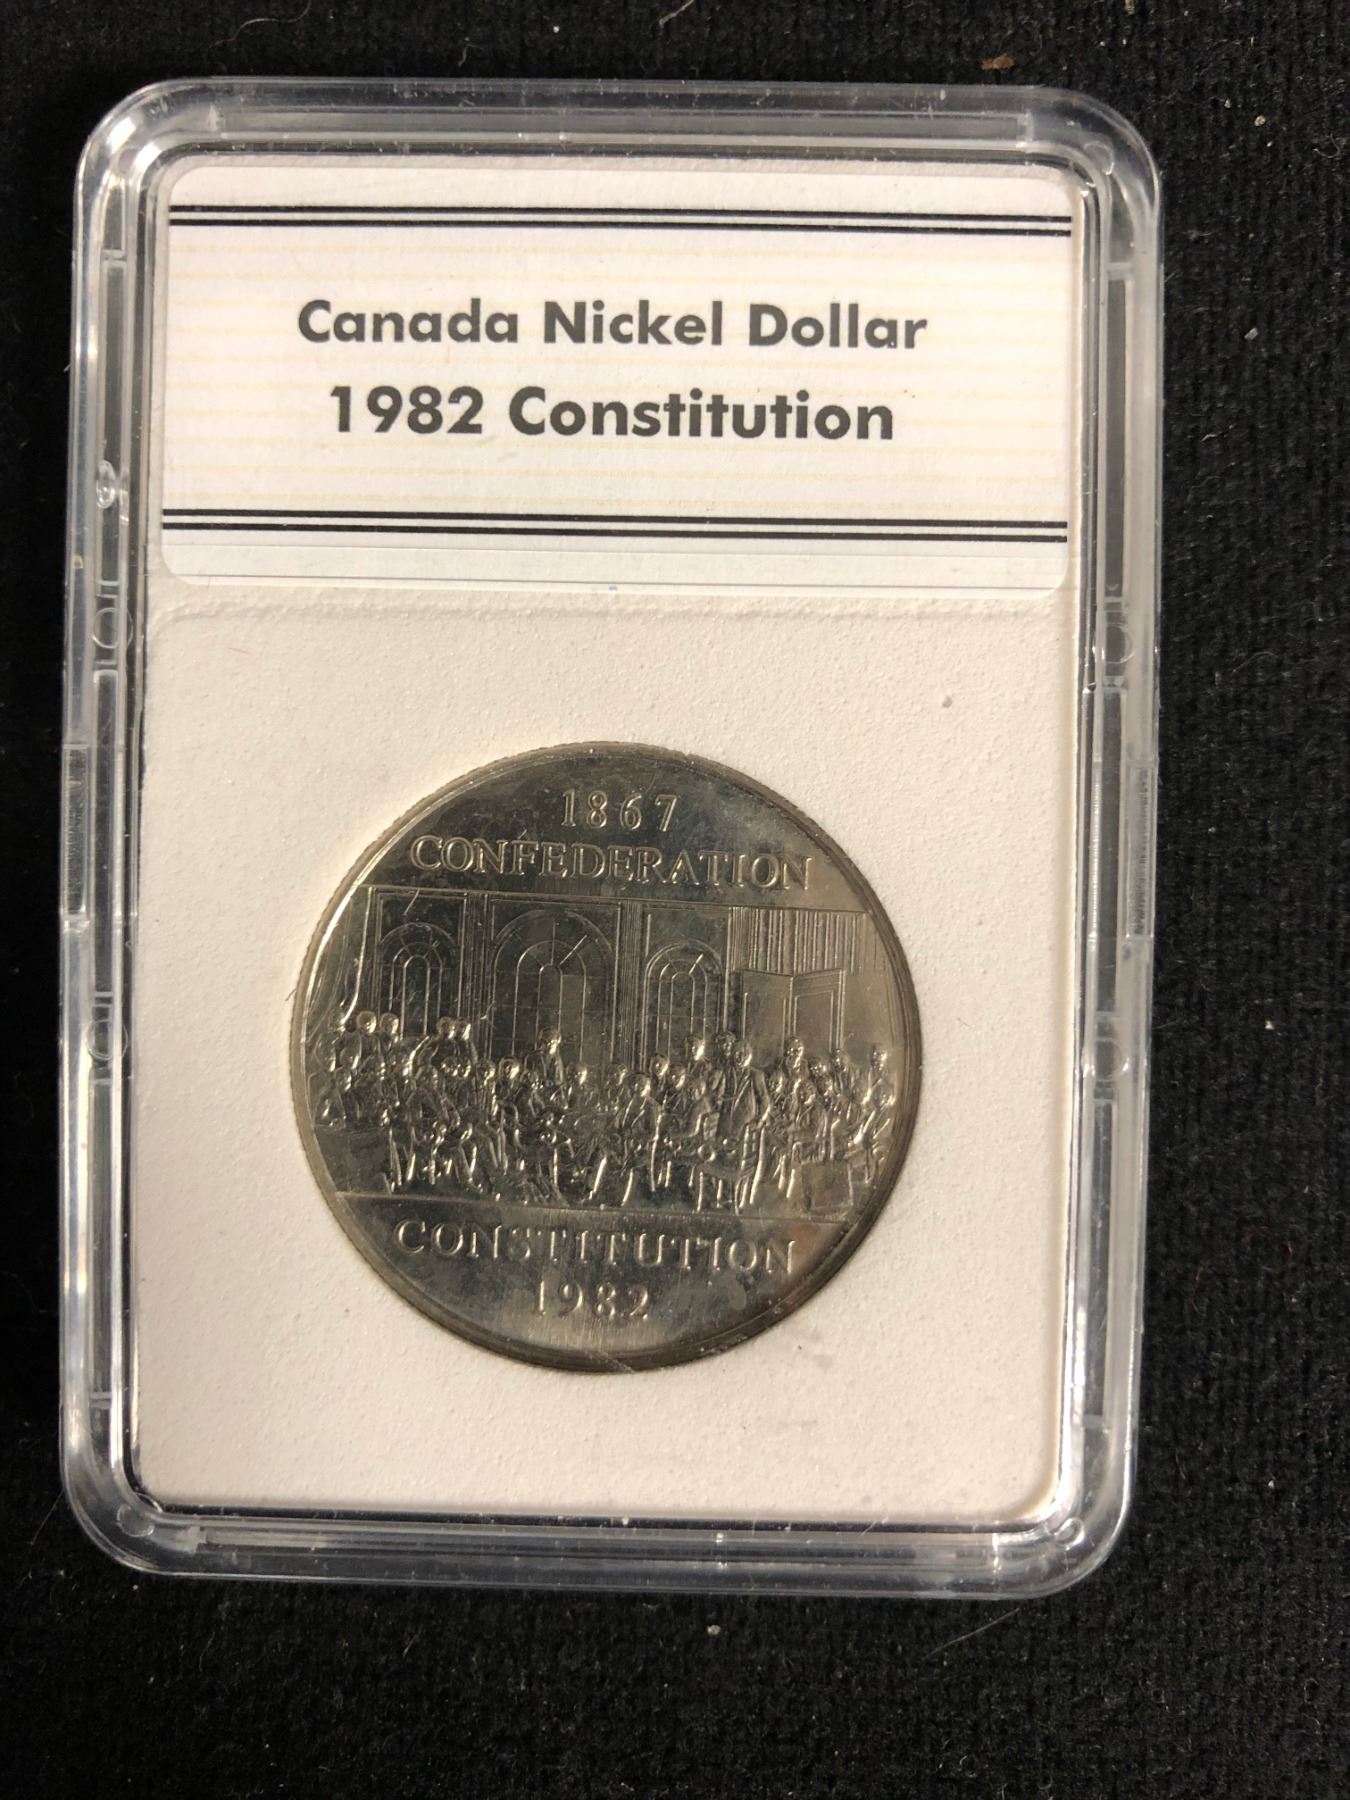 Canada Nickel Dollar
1982 Constitution
1867
CONFEDERATION
CONSTITUTION
1982